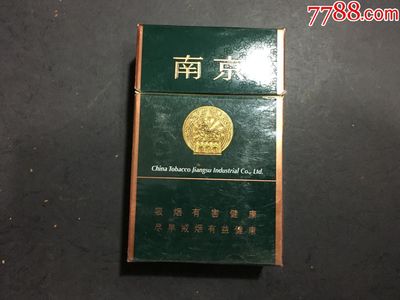 7788.com
南京
China Tobacco Jiangsu Industrial Co., Ltd.
吸烟有害健康
尽早戒烟有益健康